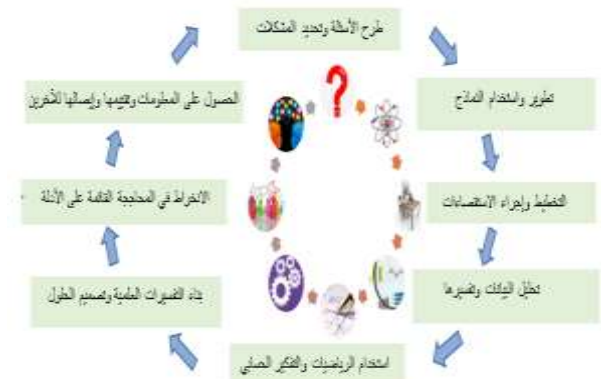 طرح الأسئلة وتحديد المشكلات
تطوير واستخدام النماذج
التخطيط وإجراء الاستقصاءات
تحليل البيانات وتفسيرها
استخدام الرياضيات والتفكير الحسابي
بناء التفسيرات العلمية وتصميم الحلول
الانخراط في المحاججة القائمة على الأدلة
الحصول على المعلومات وتقييمها وإيصالها للآخرين
?